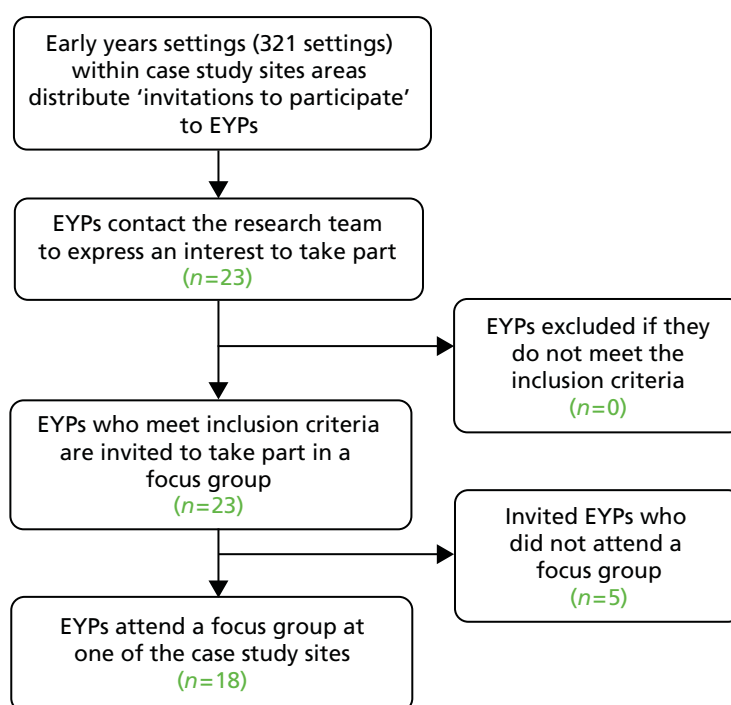 Early years settings (321 settings)
within case study sites areas
distribute ‘invitations to participate’
to EYPs
EYPs contact the research team
to express an interest to take part
(n=23)
EYPs excluded if they
do not meet the
inclusion criteria
(n=0)
EYPs who meet inclusion criteria
are invited to take part in a
focus group
(n=23)
Invited EYPs who
did not attend a
focus group
(n=5)
EYPs attend a focus group at
one of the case study sites
(n=18)